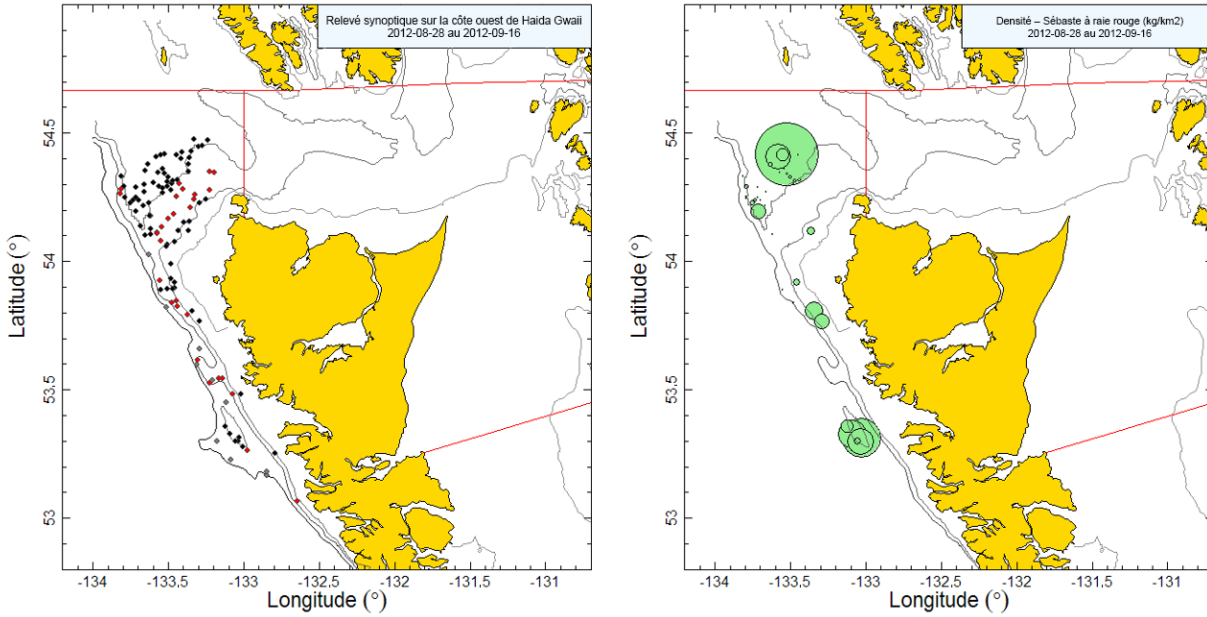 Relevé synoptique sur la côte ouest de Haida Gwaii
2012-08-28 au 2012-09-16
54.5
54
53.5
53
Latitude (°)
-134
-133.5
-133
-132.5
-132
-131.5
-131
Longitude (°)
Densité – Sébaste à raie rouge (kg/km2)
2012-08-28 au 2012-09-16
54.5
54
53.5
53
Latitude (°)
-134
-133.5
-133
-132.5
-132
-131.5
-131
Longitude (°)